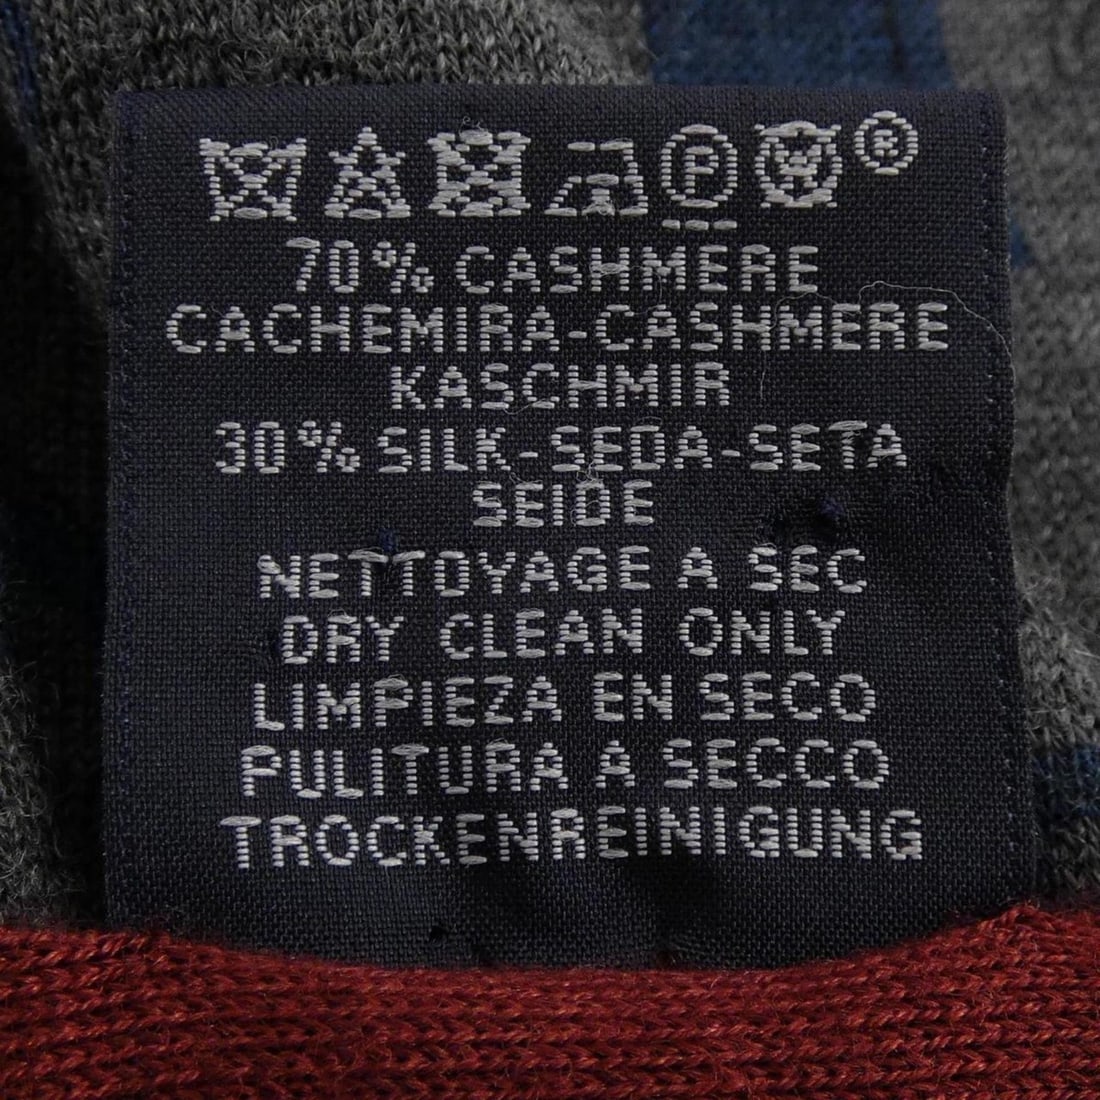 P ®
70% CASHMERE
CACHEMIRA-CASHMERE
KASCHMIR
30% SILK-SEDA-SETA
SEIDE
NETTOYAGE A SEC
DRY CLEAN ONLY
LIMPIEZA EN SECO
PULITURA A SECCO
TROCKENREINIGUNG